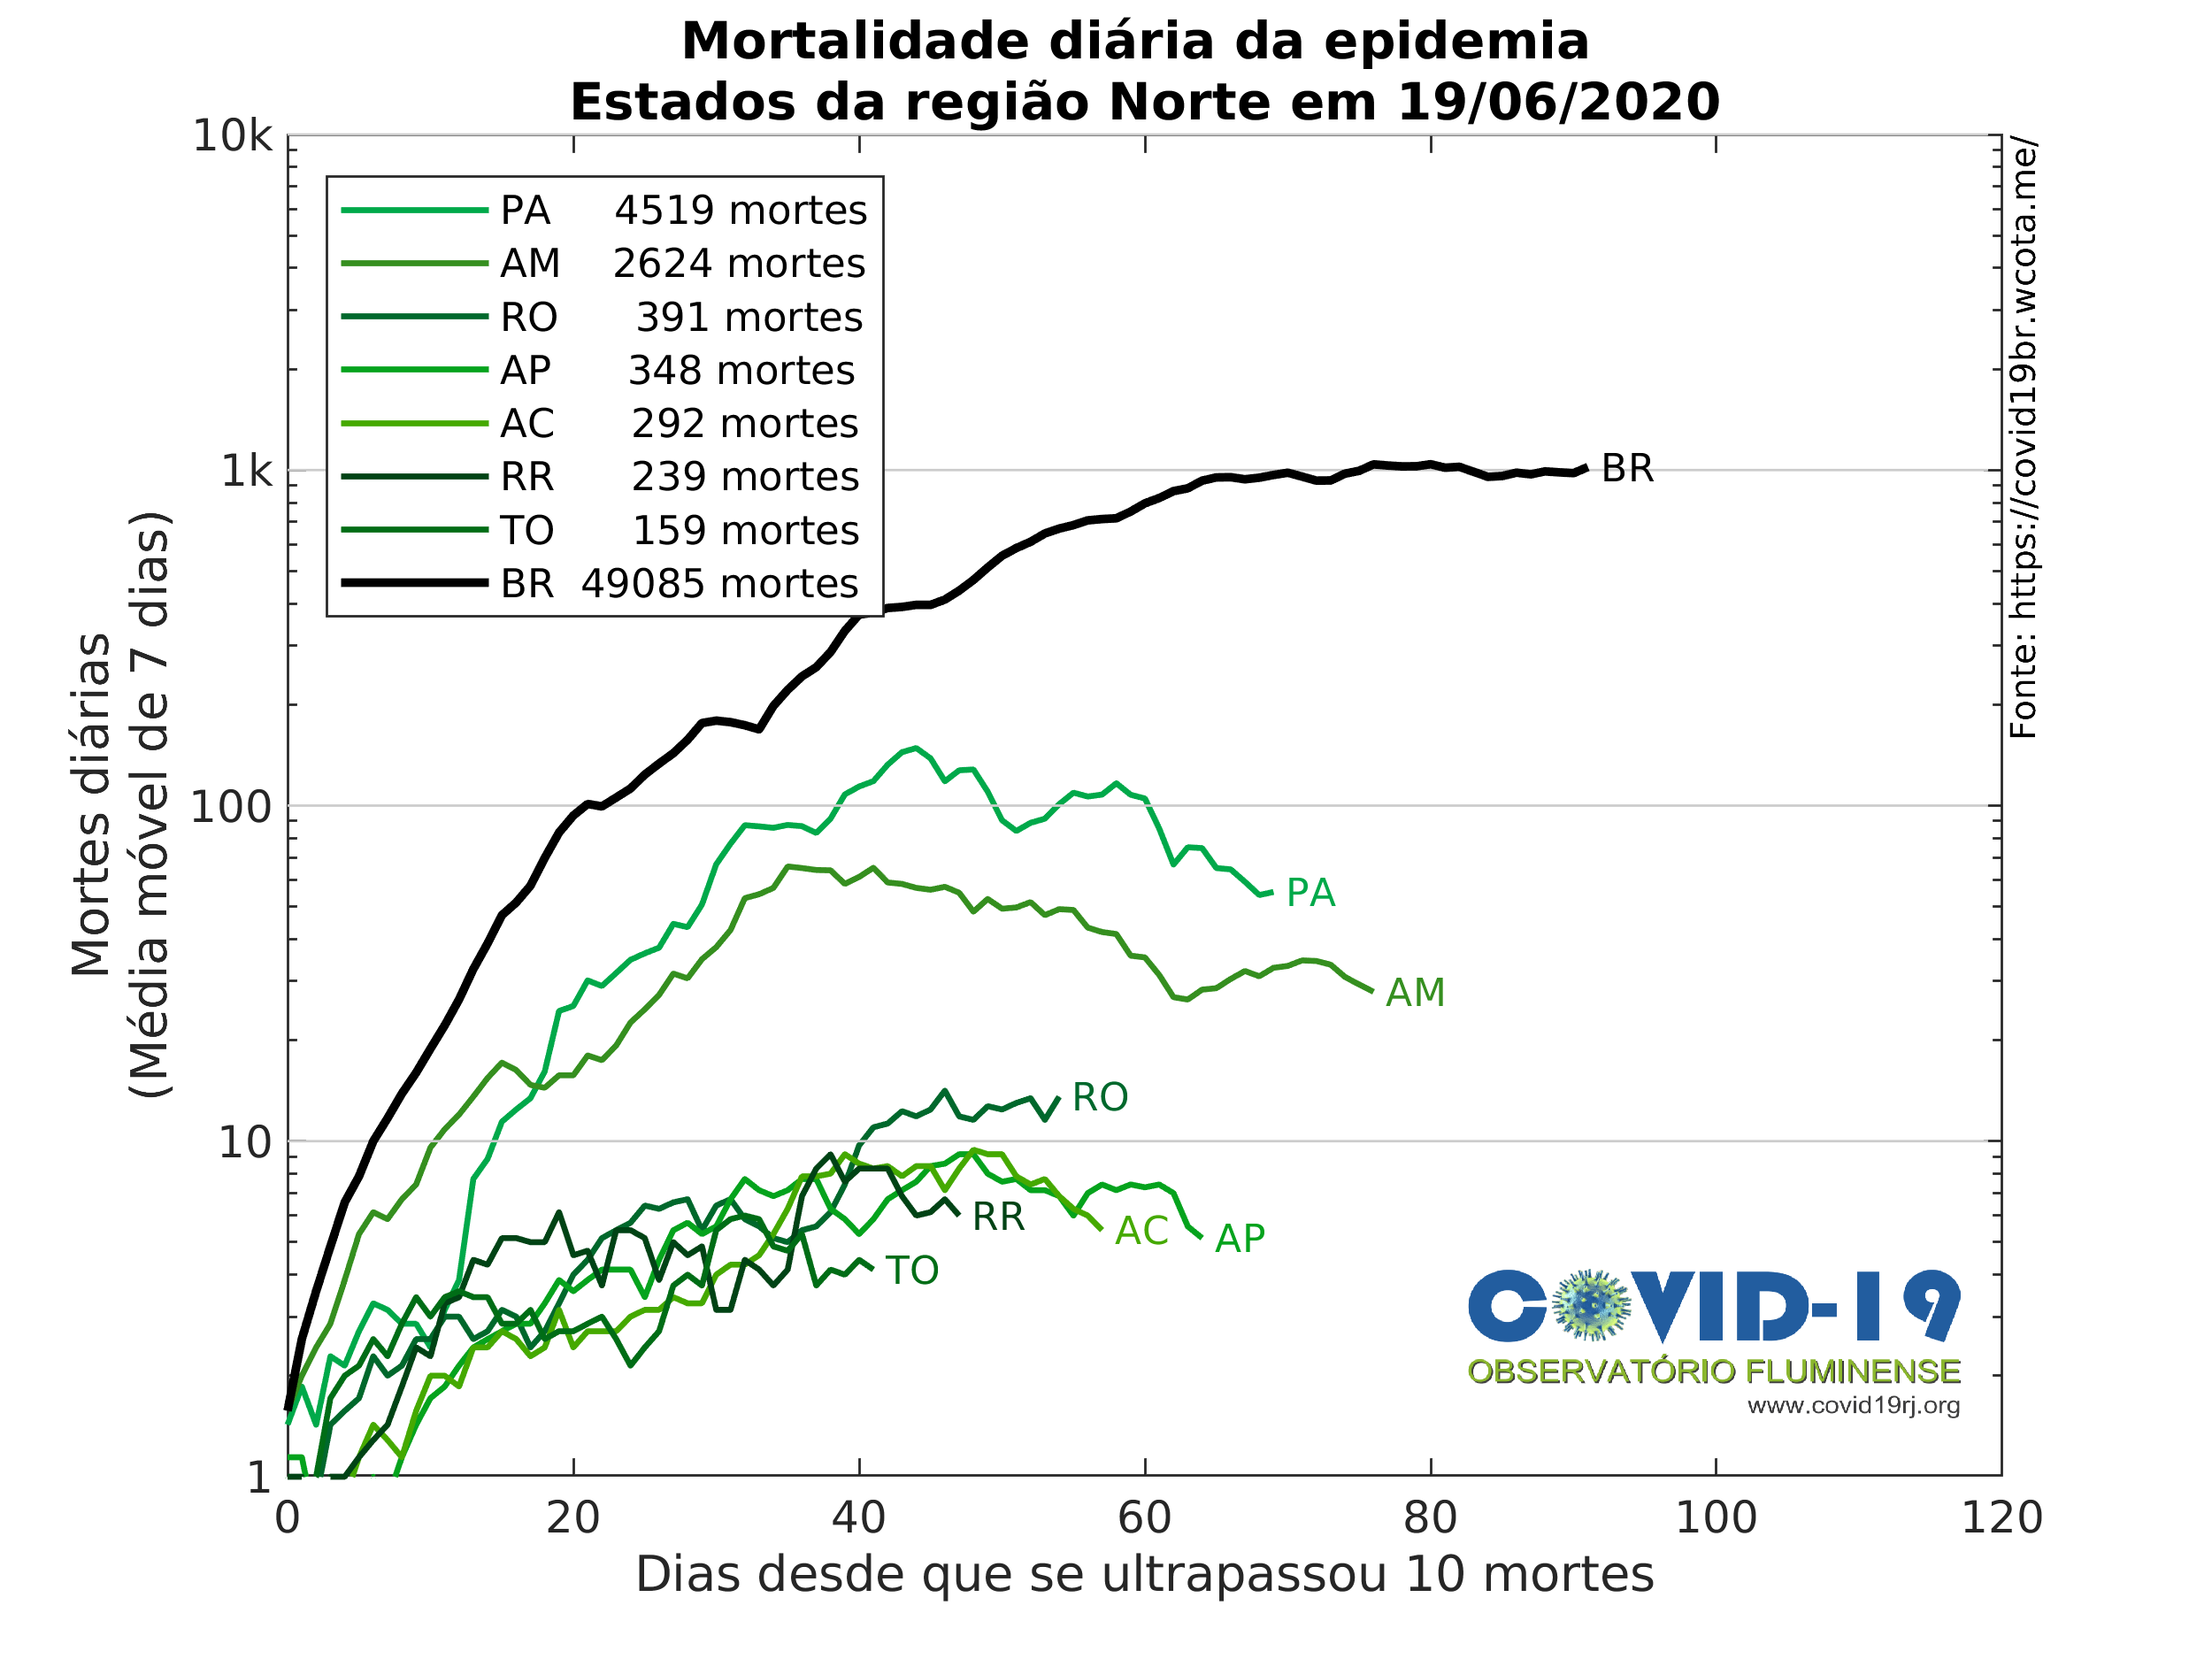 Mortalidade diária da epidemia
Estados da região Norte em 19/06/2020
10k
1k
100
10
1
Mortes diárias
(Média móvel de 7 dias)
PA 4519 mortes
AM 2624 mortes
RO 391 mortes
AP 348 mortes
AC 292 mortes
RR 239 mortes
TO 159 mortes
BR 49085 mortes
BR
PA
AM
RO
RR
AC
AP
TO
Fonte: https://covid19br.wcota.me/
COVID-19
OBSERVATÓRIO FLUMINENSE
www.covid19rj.org
0 20 40 60 80 100 120
Dias desde que se ultrapassou 10 mortes